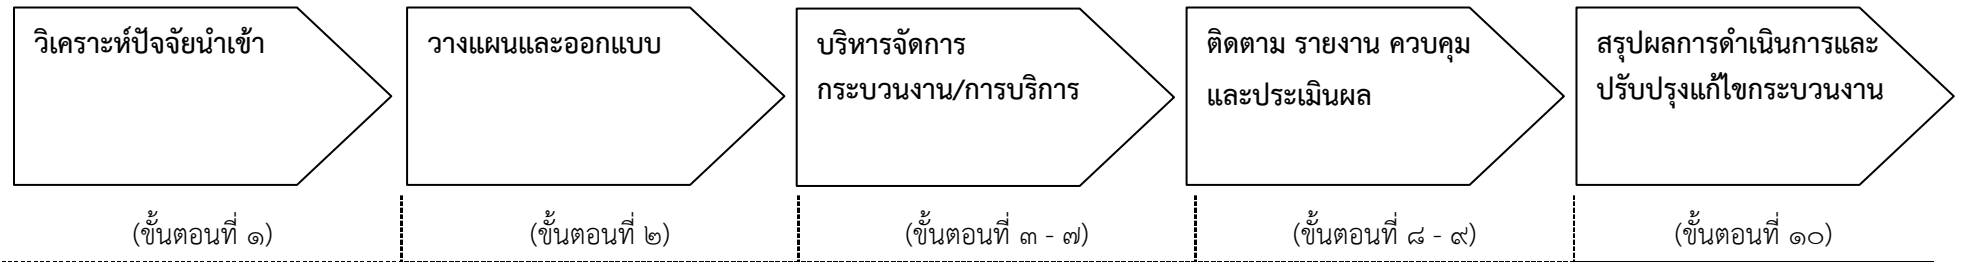 วิเคราะห์ปัจจัยนำเข้า
วางแผนและออกแบบ
บริหารจัดการ
กระบวนงาน/การบริการ
ติดตาม รายงาน ควบคุม
และประเมินผล
สรุปผลการดำเนินการและ
ปรับปรุงแก้ไขกระบวนงาน
(ขั้นตอนที่ ๑)
(ขั้นตอนที่ ๒)
(ขั้นตอนที่ ๓ - ๗)
(ขั้นตอนที่ ๘ - ๙)
(ขั้นตอนที่ ๑๐)